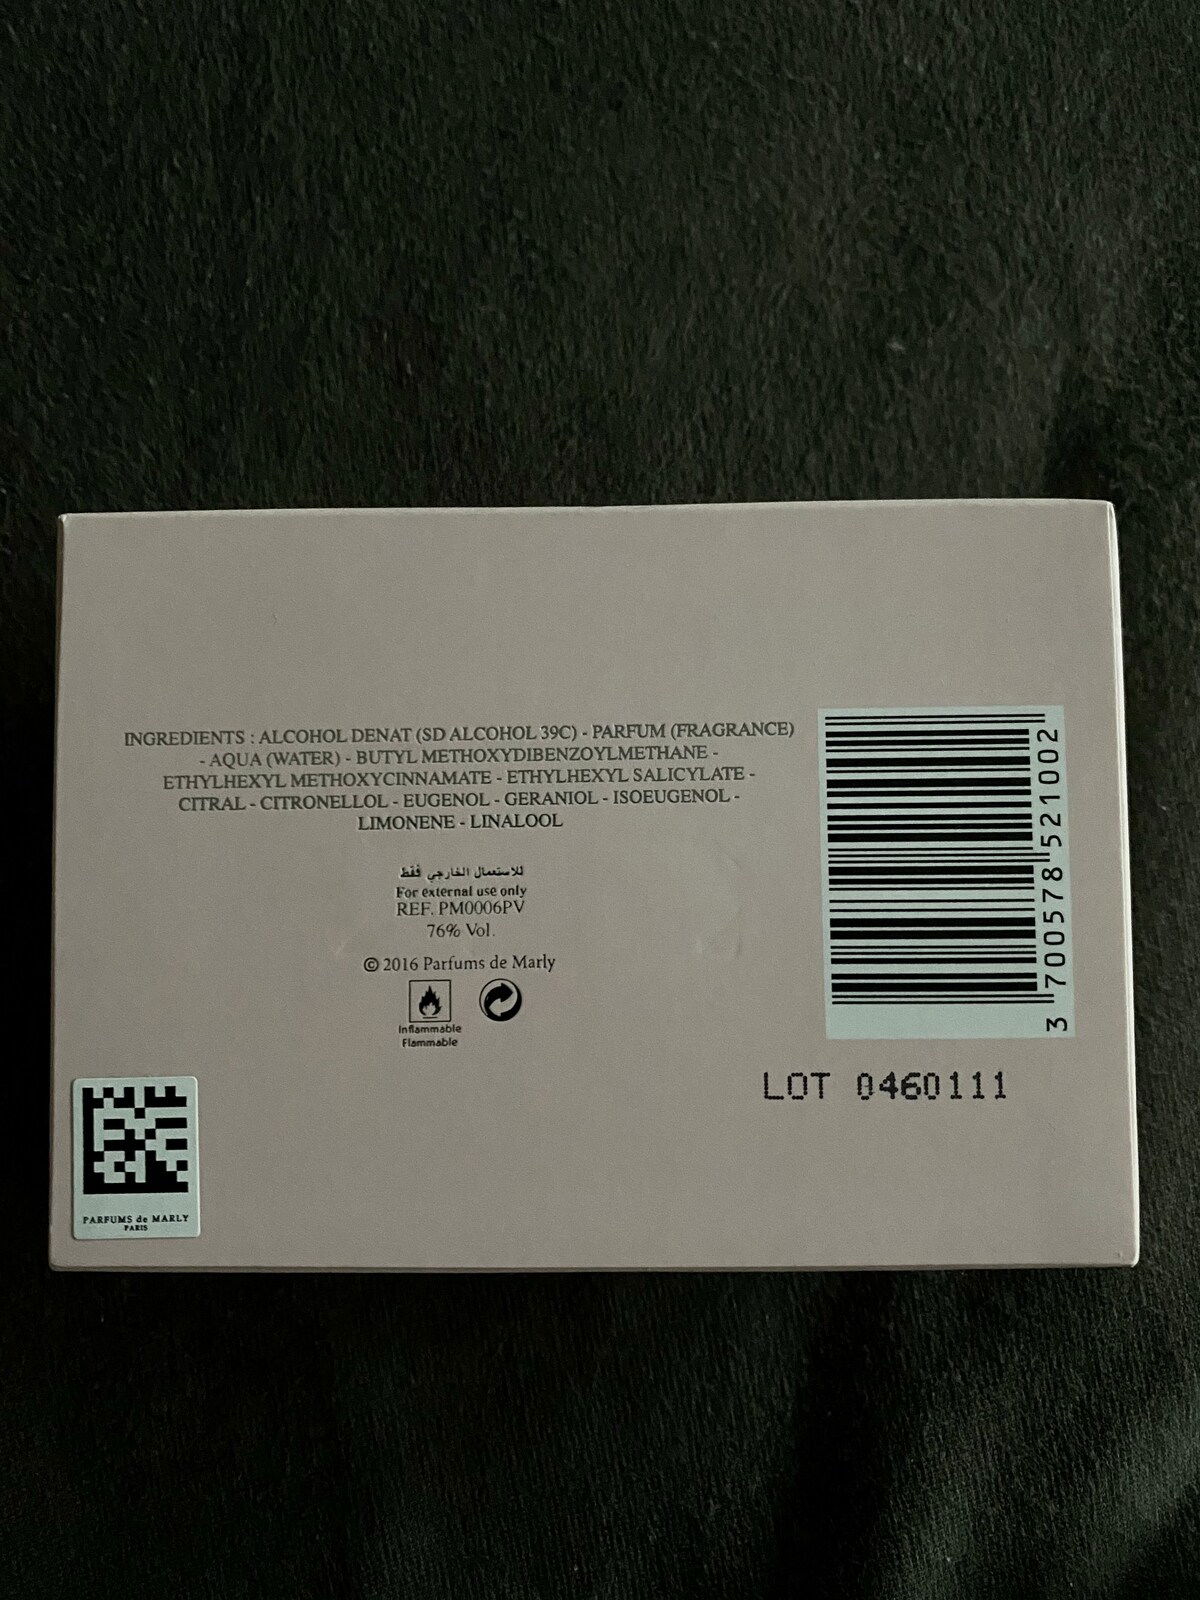 INGREDIENTS : ALCOHOL DENAT (SD ALCOHOL 39C) - PARFUM (FRAGRANCE)
- AQUA (WATER) - BUTYL METHOXYDIBENZOYLMETHANE -
ETHYLHEXYL METHOXYCINNAMATE - ETHYLHEXYL SALICYLATE -
CITRAL - CITRONELLOL - EUGENOL - GERANIOL - ISOEUGENOL -
LIMONENE - LINALOOL
للاستعمال الخارجي فقط
For external use only
REF. PM0006PV
76% Vol.
© 2016 Parfums de Marly
Inflammable
Flammable
3 700578 521002
LOT 0460111
PARFUMS de MARLY
PARIS